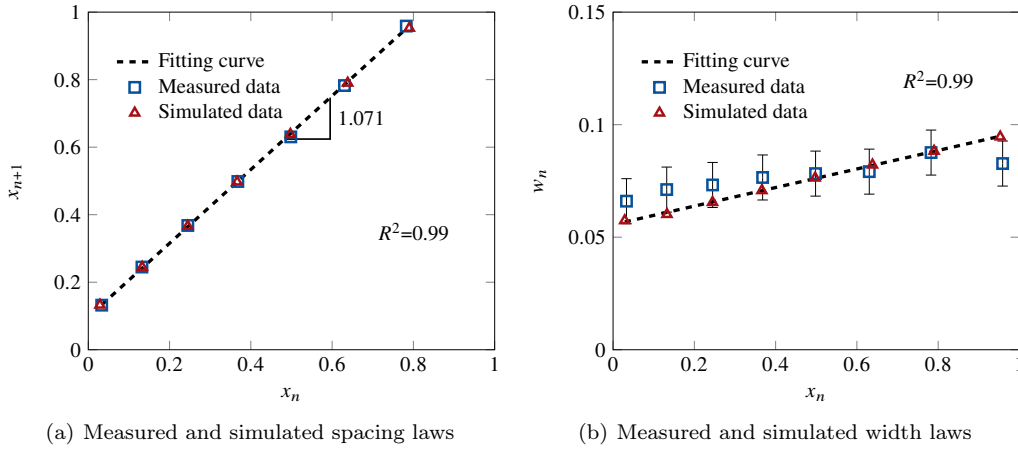 1
0.8
0.6
0.4
0.2
0
x_{n+1}
Fitting curve
Measured data
Simulated data
1.071
R^2=0.99
0 0.2 0.4 0.6 0.8 1
x_n
(a) Measured and simulated spacing laws
0.15
0.1
0.05
0
w_n
Fitting curve
Measured data
Simulated data
R^2=0.99
0 0.2 0.4 0.6 0.8 1
x_n
(b) Measured and simulated width laws